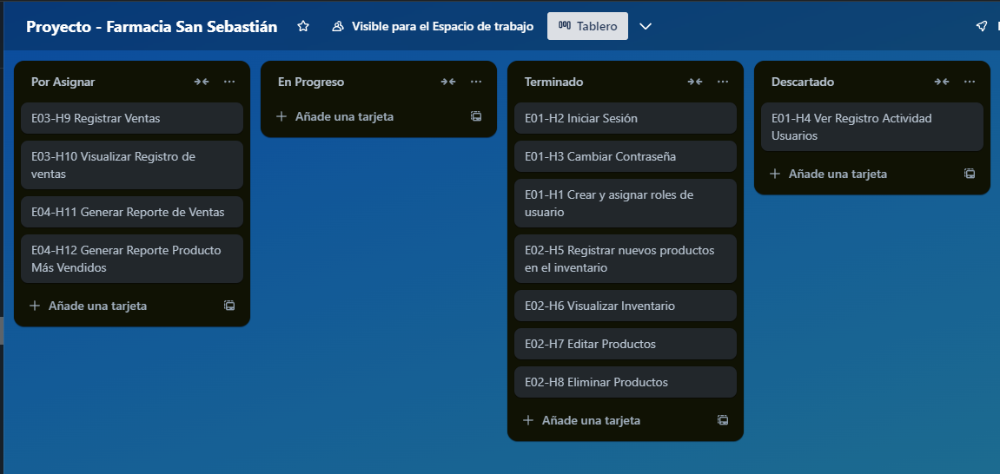 Proyecto - Farmacia San Sebastián
Visible para el Espacio de trabajo
Tablero
Por Asignar
E03-H9 Registrar Ventas
E03-H10 Visualizar Registro de
ventas
E04-H11 Generar Reporte de Ventas
E04-H12 Generar Reporte Producto
Más Vendidos
Añade una tarjeta
En Progreso
Añade una tarjeta
Terminado
E01-H2 Iniciar Sesión
E01-H3 Cambiar Contraseña
E01-H1 Crear y asignar roles de
usuario
E02-H5 Registrar nuevos productos
en el inventario
E02-H6 Visualizar Inventario
E02-H7 Editar Productos
E02-H8 Eliminar Productos
Añade una tarjeta
Descartado
E01-H4 Ver Registro Actividad
Usuarios
Añade una tarjeta